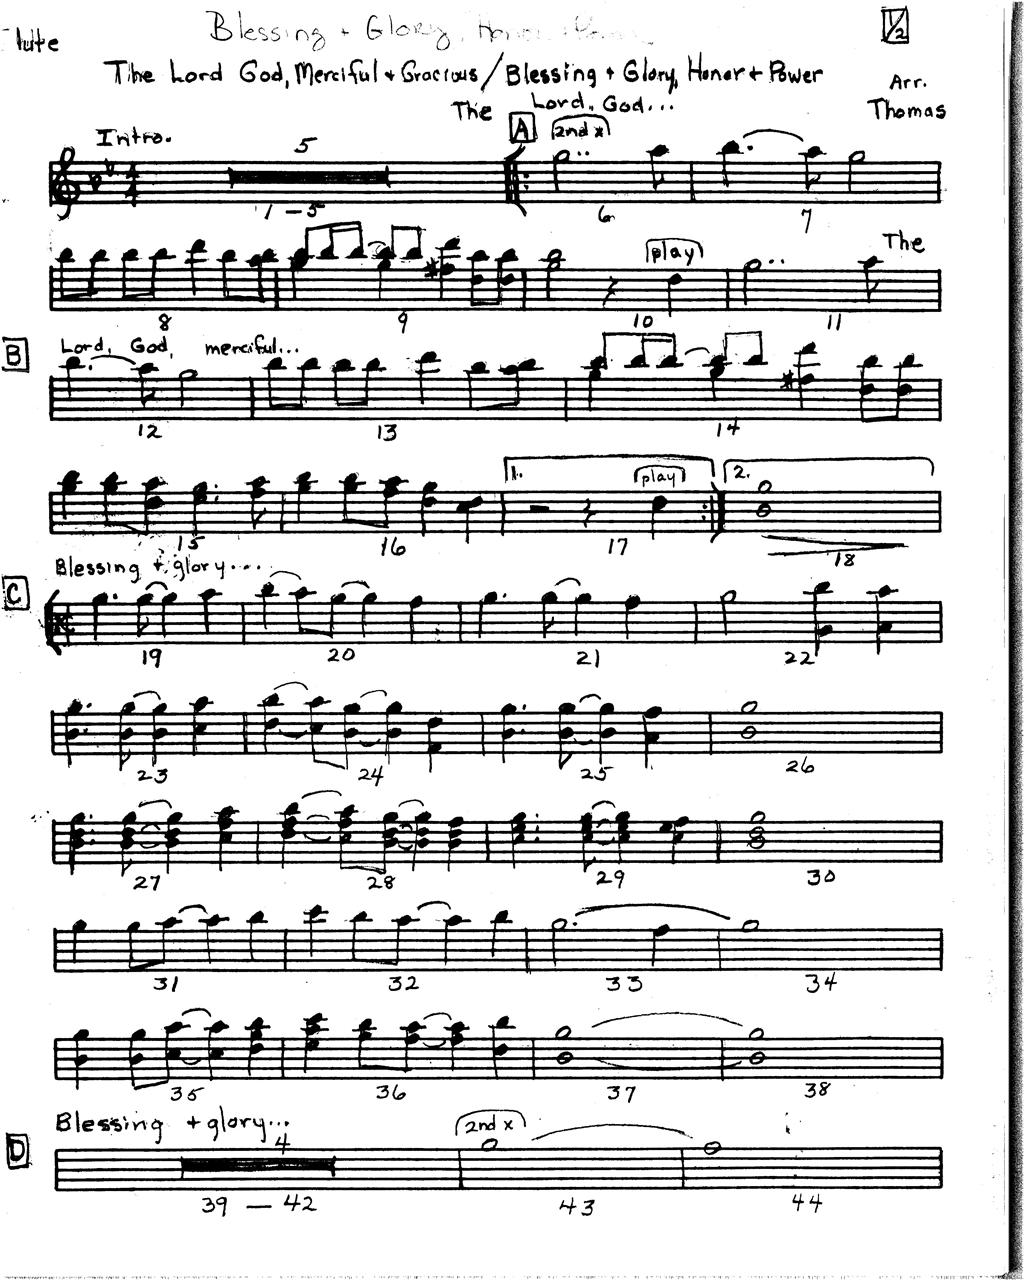 Blessing + Glory, Honor + Power
1/2
lute
The Lord God, Merciful + Gracious / Blessing + Glory, Honor + Power
Arr.
Thomas
The Lord, God...
Intro.
5
A
2nd x
4
4
1 – 5
6
7
The
play
8
9
10
11
B
Lord, God, merciful...
12
13
14
1.
play
2.
15
16
17
18
Blessing + glory...
C
19
20
21
22
23
24
25
26
27
28
29
30
31
32
33
34
35
36
37
38
Blessing + glory...
D
4
2nd x
39 — 42
43
44